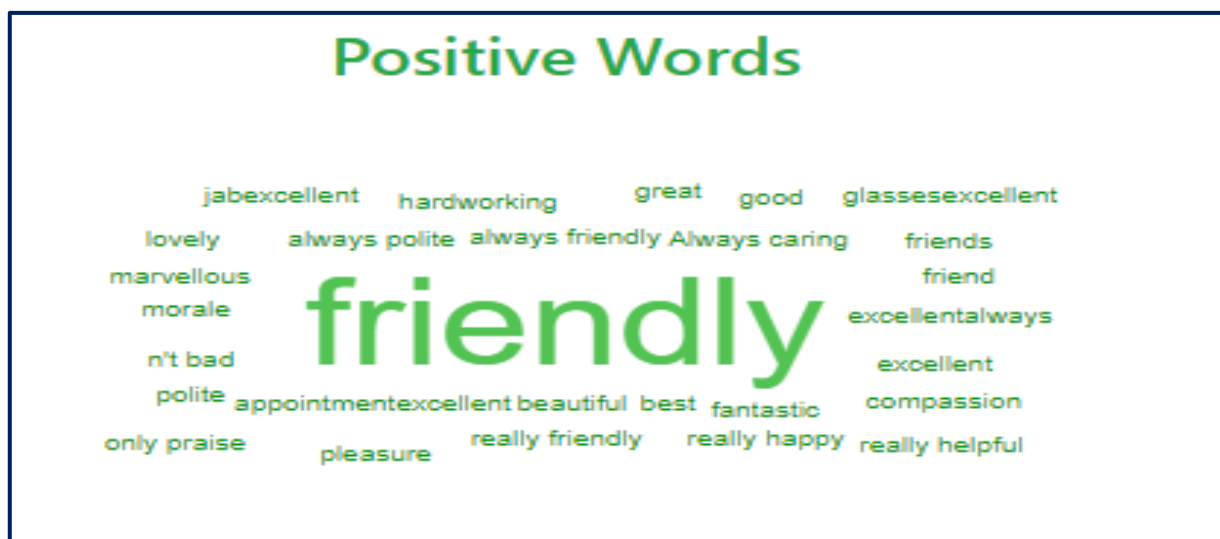 Positive Words
jabexcellent hardworking great good glassesexcellent
lovely always polite always friendly Always caring friends
marvellous friend
morale friendly excellentalways
n't bad excellent
polite appointmentexcellent beautiful best fantastic compassion
only praise pleasure really friendly really happy really helpful